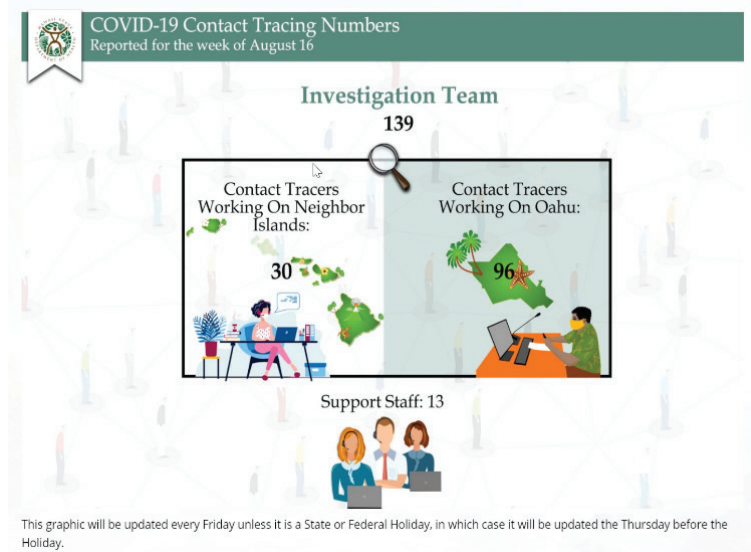 COVID-19 Contact Tracing Numbers
Reported for the week of August 16
Investigation Team
139
Contact Tracers
Working On Neighbor
Islands:
30
Contact Tracers
Working On Oahu:
96
Support Staff: 13
This graphic will be updated every Friday unless it is a State or Federal Holiday, in which case it will be updated the Thursday before the
Holiday.